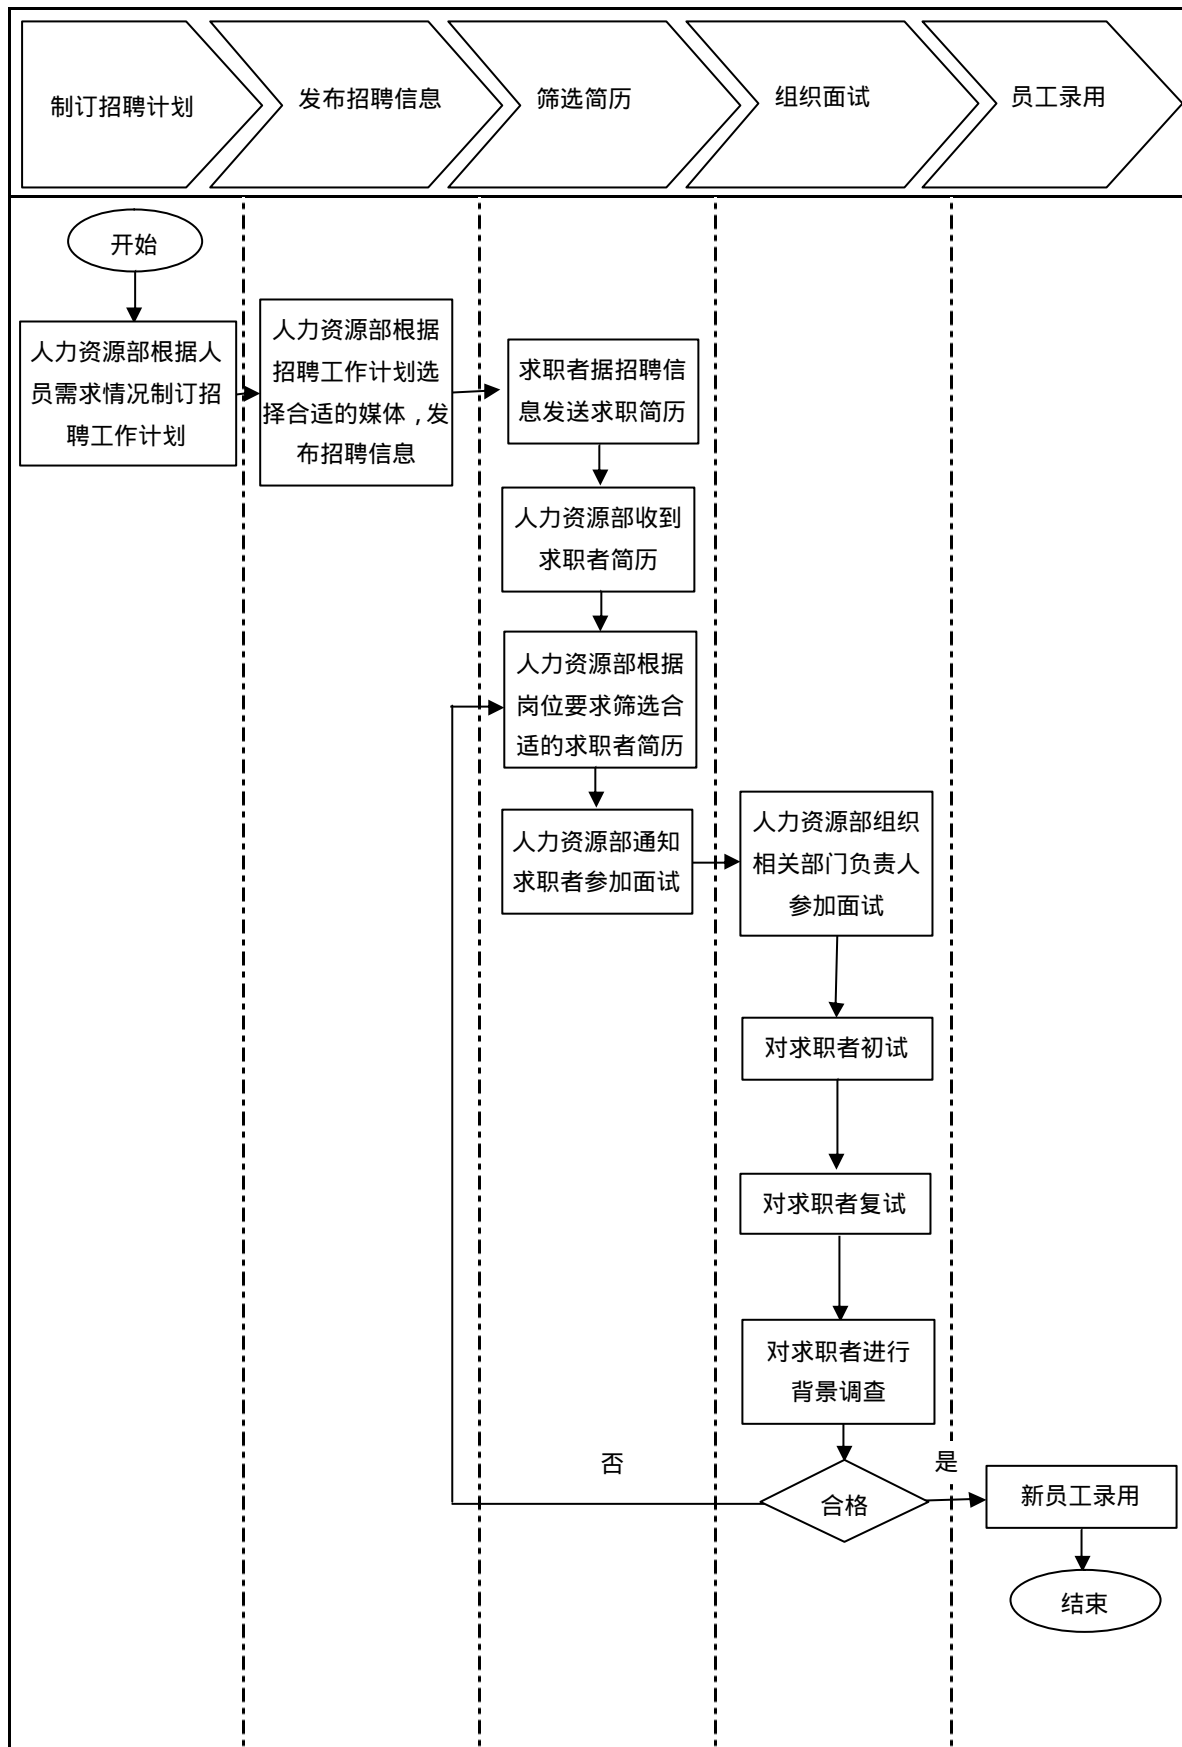 制订招聘计划
发布招聘信息
筛选简历
组织面试
员工录用
开始
人力资源部根据人
员需求情况制订招
聘工作计划
人力资源部根据
招聘工作计划选
择合适的媒体，发
布招聘信息
求职者据招聘信
息发送求职简历
人力资源部收到
求职者简历
人力资源部根据
岗位要求筛选合
适的求职者简历
人力资源部通知
求职者参加面试
人力资源部组织
相关部门负责人
参加面试
对求职者初试
对求职者复试
对求职者进行
背景调查
合格
否
是
新员工录用
结束